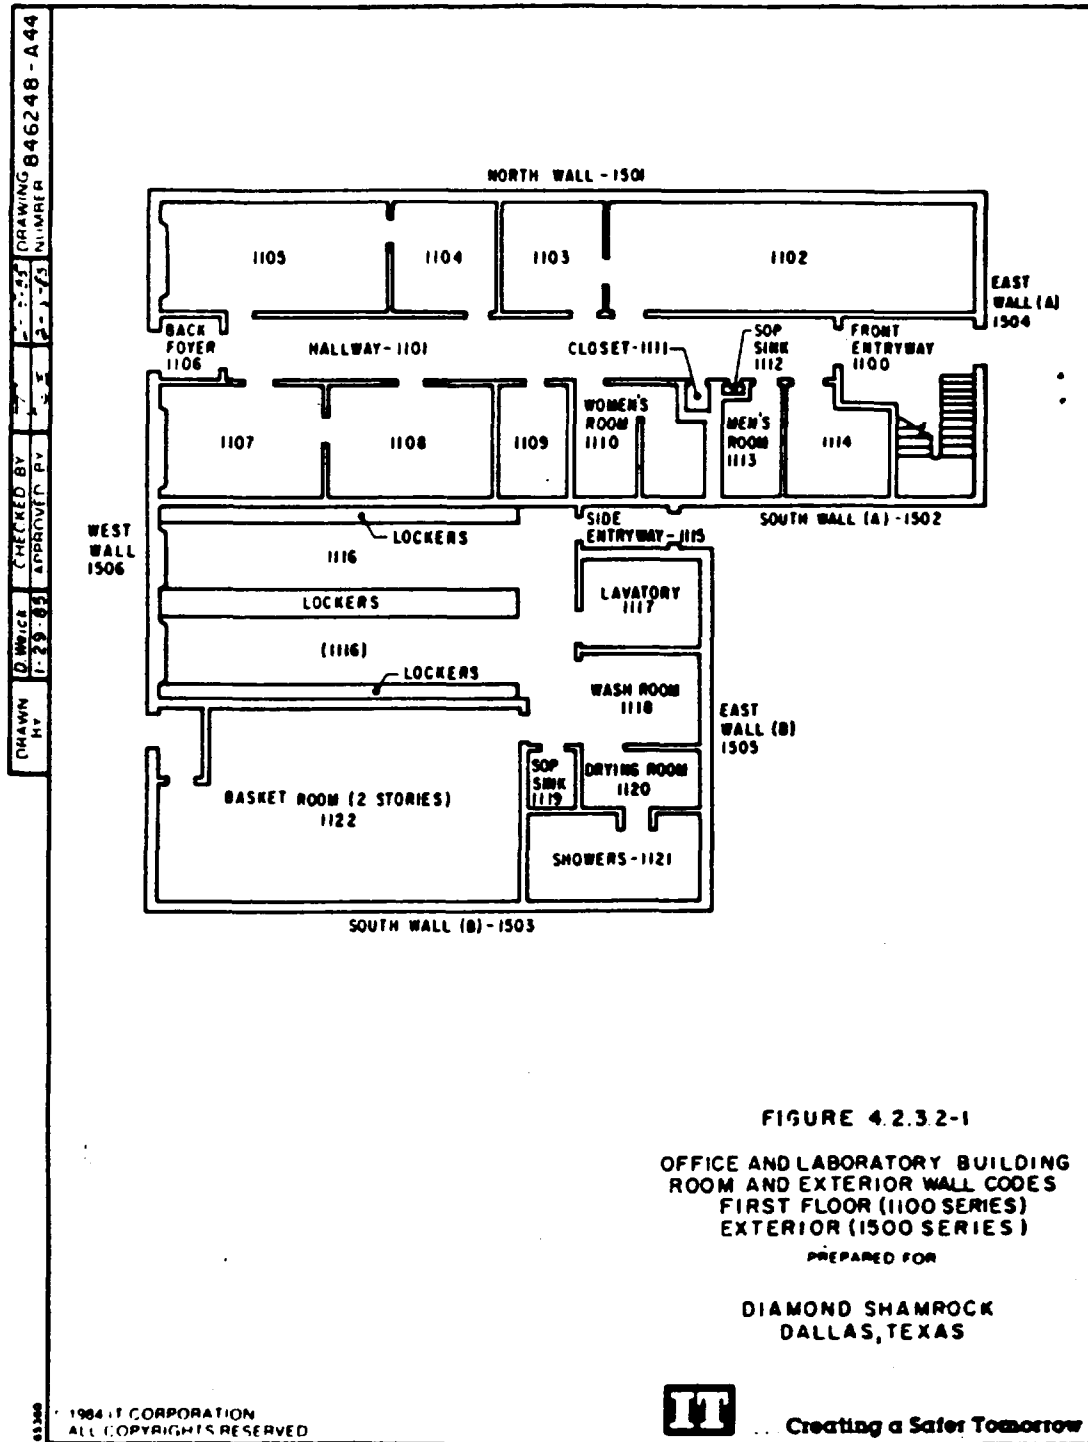 DRAWING NUMBER 846248-A44
CHECKED BY
APPROVED BY
DRAWN BY
D. Weick
1-29-85
NORTH WALL - 1501
1105
1104
1103
1102
EAST
WALL (A)
1504
BACK
FOYER
1106
HALLWAY-1101
CLOSET-1111
SOP
SINK
1112
FRONT
ENTRYWAY
1100
1107
1108
1109
WOMEN'S
ROOM
1110
MEN'S
ROOM
1113
1114
WEST
WALL
1506
LOCKERS
SIDE
ENTRYWAY-1115
SOUTH WALL (A) - 1502
1116
LOCKERS
LAVATORY
1117
(1116)
LOCKERS
WASH ROOM
1118
EAST
WALL (B)
1505
SOP
SINK
1119
DRYING ROOM
1120
BASKET ROOM (2 STORIES)
1122
SHOWERS-1121
SOUTH WALL (B) - 1503
FIGURE 4.2.3.2-1
OFFICE AND LABORATORY BUILDING
ROOM AND EXTERIOR WALL CODES
FIRST FLOOR (1100 SERIES)
EXTERIOR (1500 SERIES)
PREPARED FOR
DIAMOND SHAMROCK
DALLAS, TEXAS
1984 IT CORPORATION
ALL COPYRIGHTS RESERVED
IT
... Creating a Safer Tomorrow